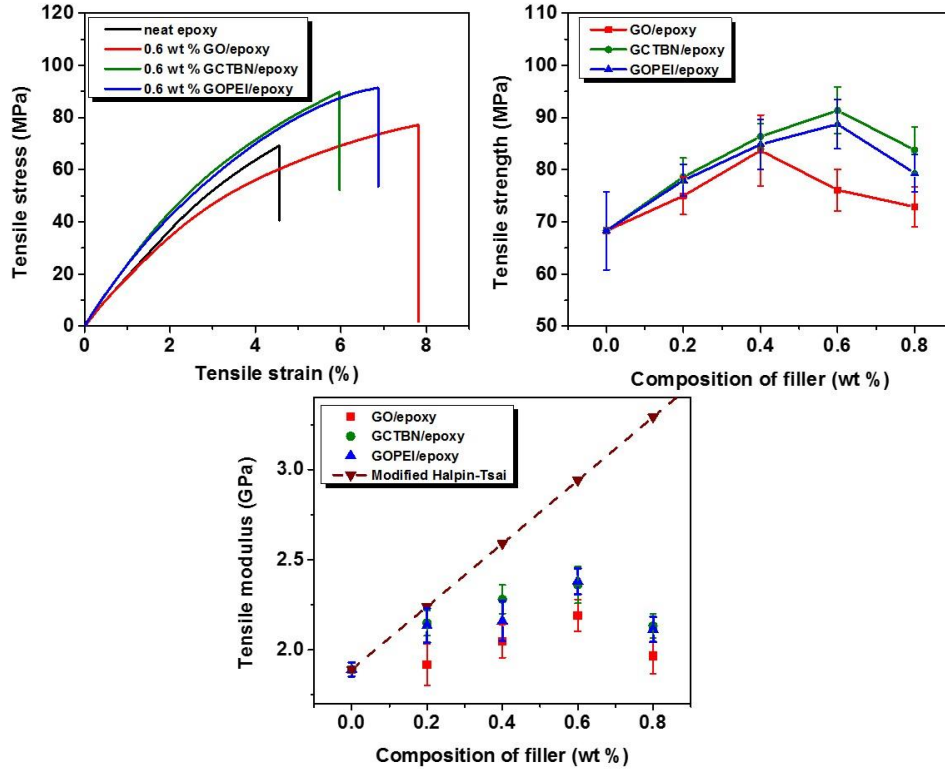 120
100
80
60
40
20
0
Tensile stress (MPa)
neat epoxy
0.6 wt % GO/epoxy
0.6 wt % GCTBN/epoxy
0.6 wt % GOPEI/epoxy
0 2 4 6 8
Tensile strain (%)
110
100
90
80
70
60
50
Tensile strength (MPa)
GO/epoxy
GCTBN/epoxy
GOPEI/epoxy
0.0 0.2 0.4 0.6 0.8
Composition of filler (wt %)
3.0
2.5
2.0
Tensile modulus (GPa)
GO/epoxy
GCTBN/epoxy
GOPEI/epoxy
Modified Halpin-Tsai
0.0 0.2 0.4 0.6 0.8
Composition of filler (wt %)